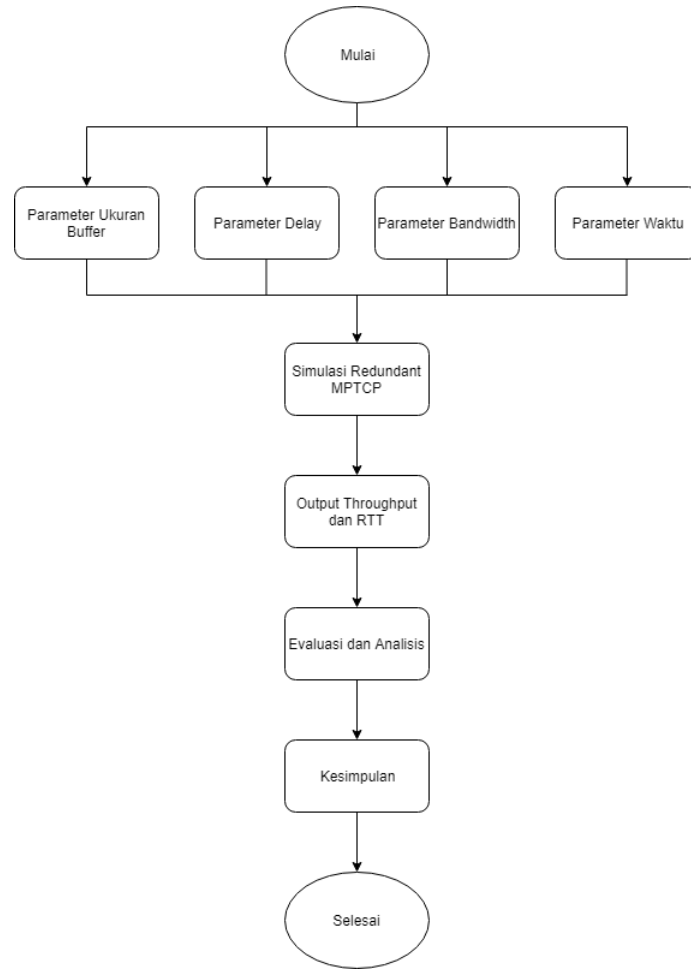 Mulai
Parameter Ukuran
Buffer
Parameter Delay
Parameter Bandwidth
Parameter Waktu
Simulasi Redundant
MPTCP
Output Throughput
dan RTT
Evaluasi dan Analisis
Kesimpulan
Selesai